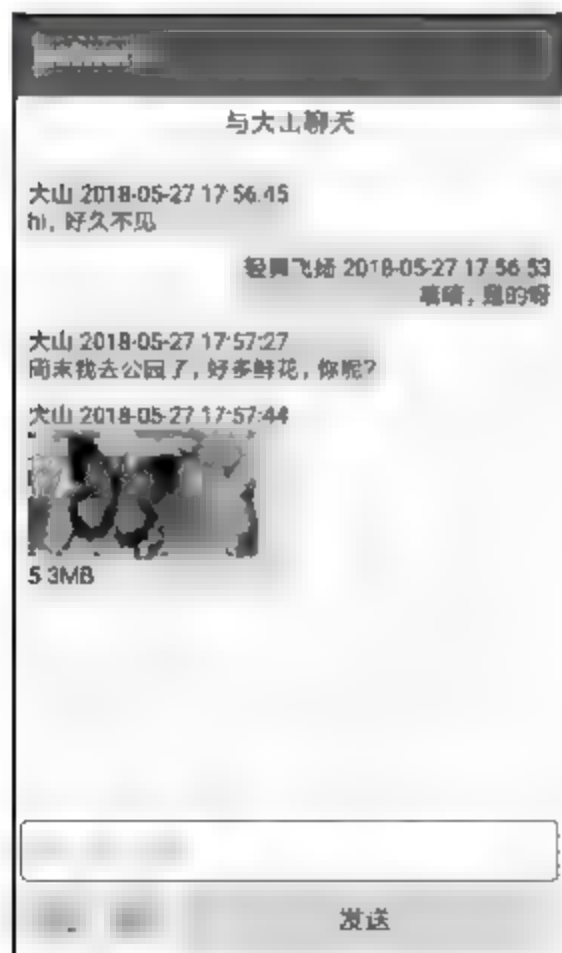 与大山聊天
大山 2018-05-27 17:56:45
hi, 好久不见
轻舞飞扬 2018-05-27 17:56:53
嘻嘻, 是的呀
大山 2018-05-27 17:57:27
周末我去公园了, 好多鲜花, 你呢?
大山 2018-05-27 17:57:44
5.3MB
发送